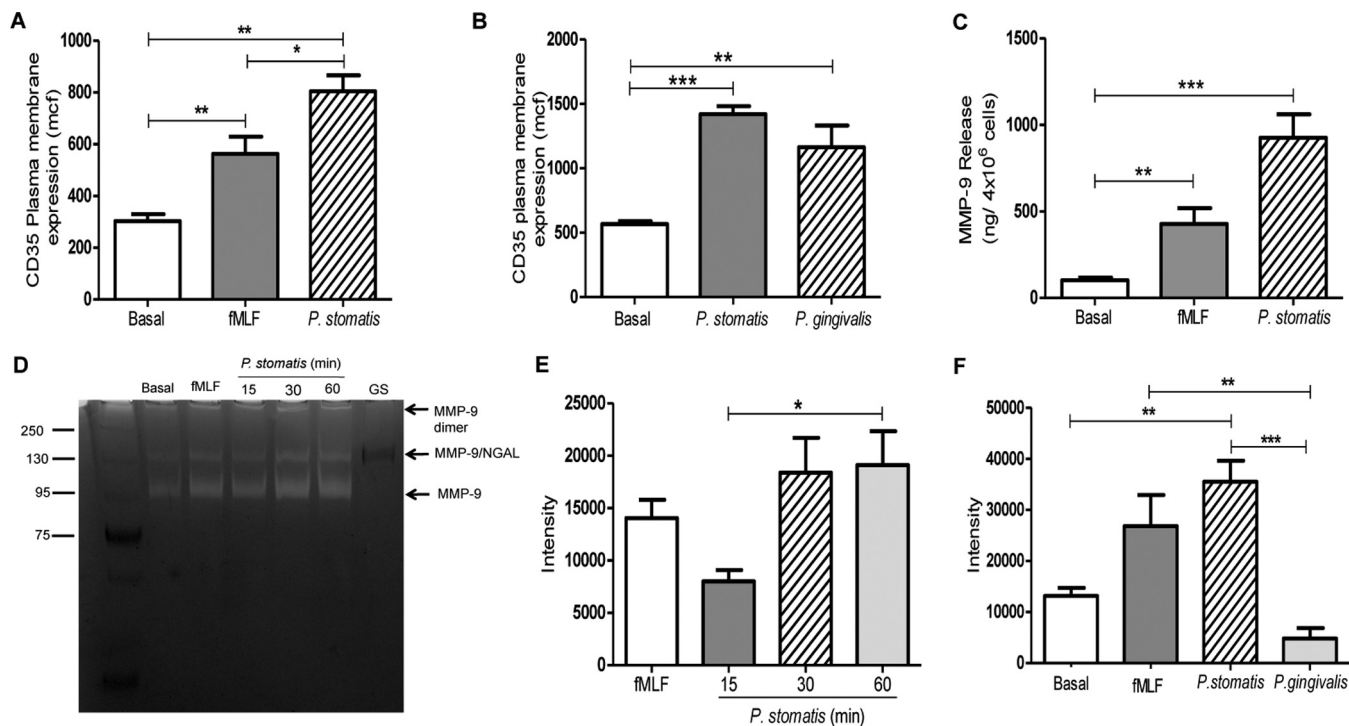 A
CD35 Plasma membrane
expression (mcf)
1000
800
600
400
200
0
**
*
**
Basal
fMLF
P. stomatis
B
CD35 plasma membrane
expression (mcf)
2000
1500
1000
500
0
**
***
Basal
P. stomatis
P. gingivalis
C
MMP-9 Release
(ng/ 4x10⁶ cells)
1500
1000
500
0
***
**
Basal
fMLF
P. stomatis
D
P. stomatis (min)
Basal
fMLF
15
30
60
GS
250
130
95
75
MMP-9
dimer
MMP-9/NGAL
MMP-9
E
Intensity
25000
20000
15000
10000
5000
0
*
fMLF
15
30
60
P. stomatis (min)
F
Intensity
50000
40000
30000
20000
10000
0
**
**
***
Basal
fMLF
P.stomatis
P.gingivalis